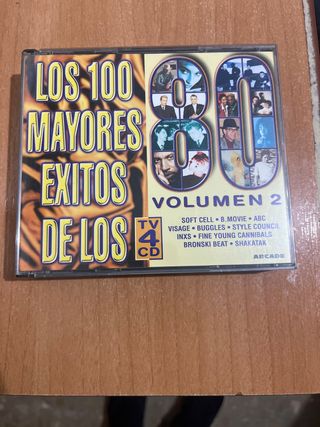 LOS 100
MAYORES
EXITOS
DE LOS
80
VOLUMEN 2
TV
4
CD
SOFT CELL • B.MOVIE • ABC
VISAGE • BUGGLES • STYLE COUNCIL
INXS • FINE YOUNG CANNIBALS
BRONSKI BEAT • SHAKATAK
ARCADE